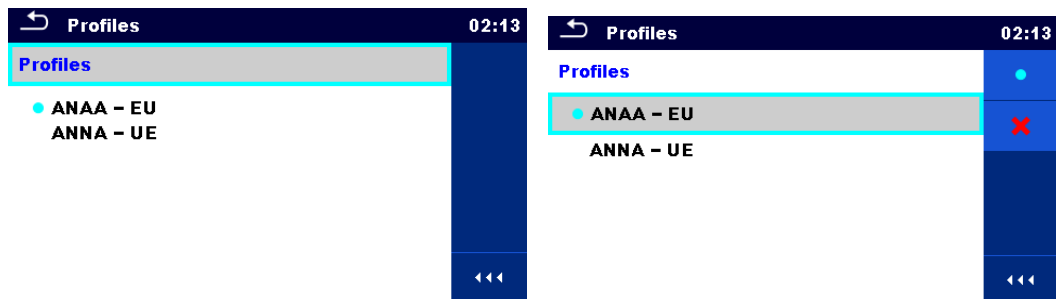 Profiles 02:13
Profiles
ANAA – EU
ANNA – UE
Profiles 02:13
Profiles
ANAA – EU
ANNA – UE